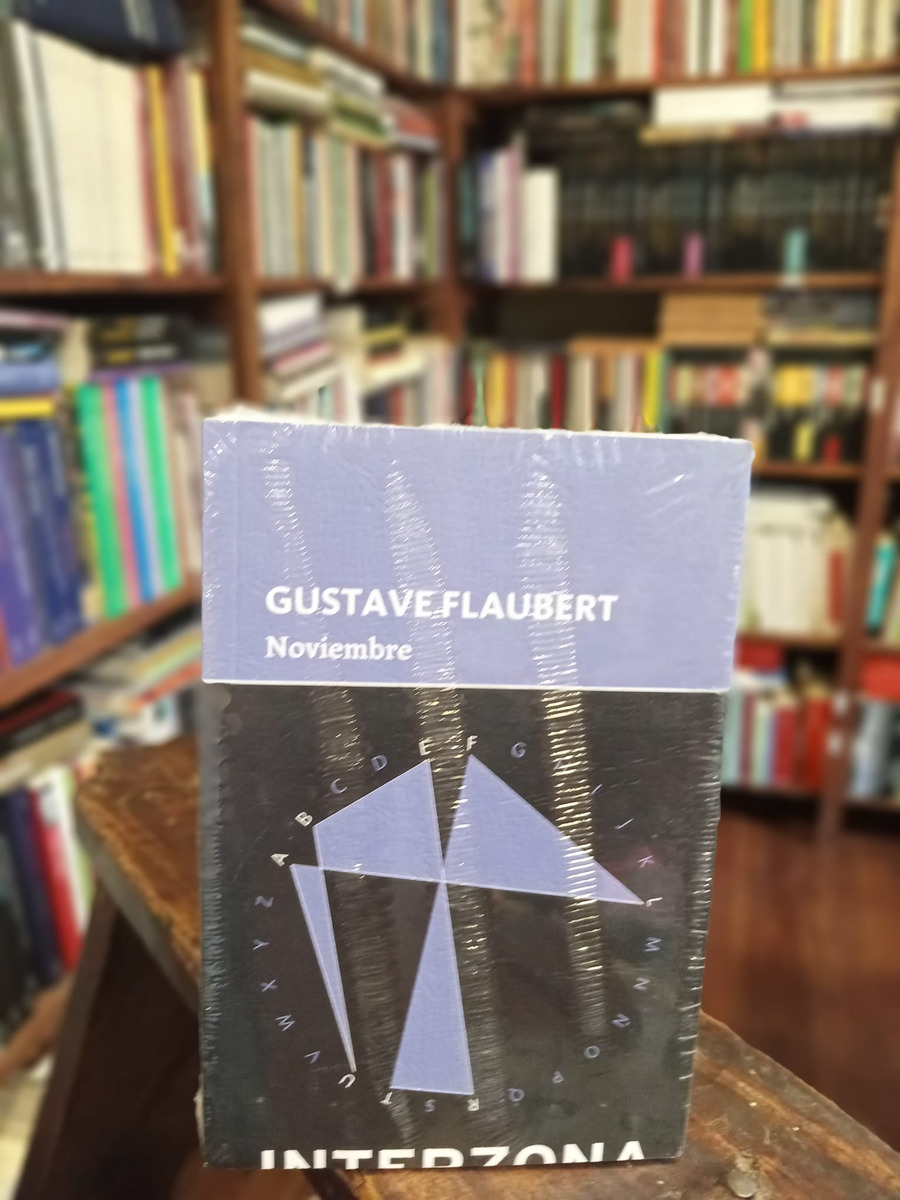 GUSTAVE FLAUBERT
Noviembre
A B C D E F G H I J K L M N Ñ O P Q R S T U V W X Y Z
INTERZONA